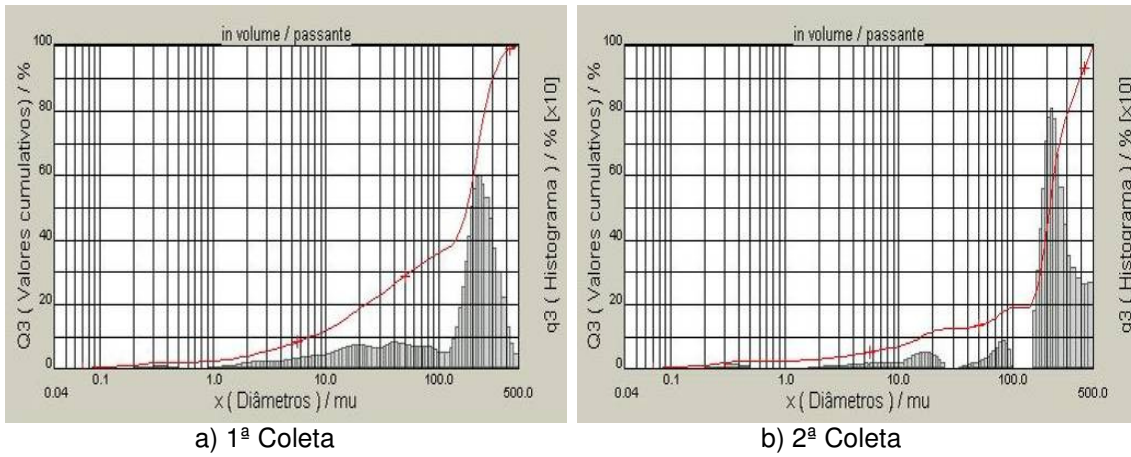 in volume / passante
Q3 ( Valores cumulativos) / %
100
80
60
40
20
0
q3 ( Histograma ) / % [x10]
0.04
0.1
1.0
10.0
100.0
500.0
x ( Diâmetros ) / mu
a) 1ª Coleta
in volume / passante
Q3 ( Valores cumulativos) / %
100
80
60
40
20
0
q3 ( Histograma ) / % [x10]
0.04
0.1
1.0
10.0
100.0
500.0
x ( Diâmetros ) / mu
b) 2ª Coleta